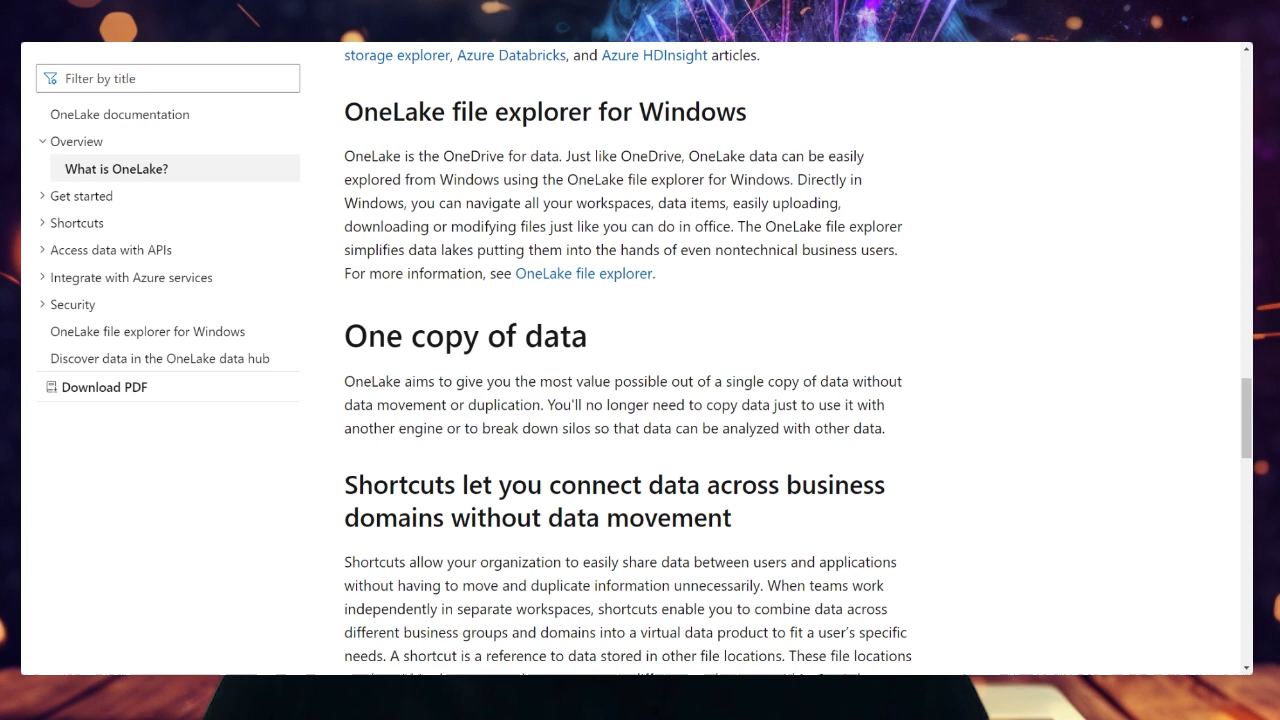 Filter by title
OneLake documentation
Overview
What is OneLake?
Get started
Shortcuts
Access data with APIs
Integrate with Azure services
Security
OneLake file explorer for Windows
Discover data in the OneLake data hub
Download PDF
storage explorer, Azure Databricks, and Azure HDInsight articles.
OneLake file explorer for Windows
OneLake is the OneDrive for data. Just like OneDrive, OneLake data can be easily
explored from Windows using the OneLake file explorer for Windows. Directly in
Windows, you can navigate all your workspaces, data items, easily uploading,
downloading or modifying files just like you can do in office. The OneLake file explorer
simplifies data lakes putting them into the hands of even nontechnical business users.
For more information, see OneLake file explorer.
One copy of data
OneLake aims to give you the most value possible out of a single copy of data without
data movement or duplication. You'll no longer need to copy data just to use it with
another engine or to break down silos so that data can be analyzed with other data.
Shortcuts let you connect data across business
domains without data movement
Shortcuts allow your organization to easily share data between users and applications
without having to move and duplicate information unnecessarily. When teams work
independently in separate workspaces, shortcuts enable you to combine data across
different business groups and domains into a virtual data product to fit a user’s specific
needs. A shortcut is a reference to data stored in other file locations. These file locations